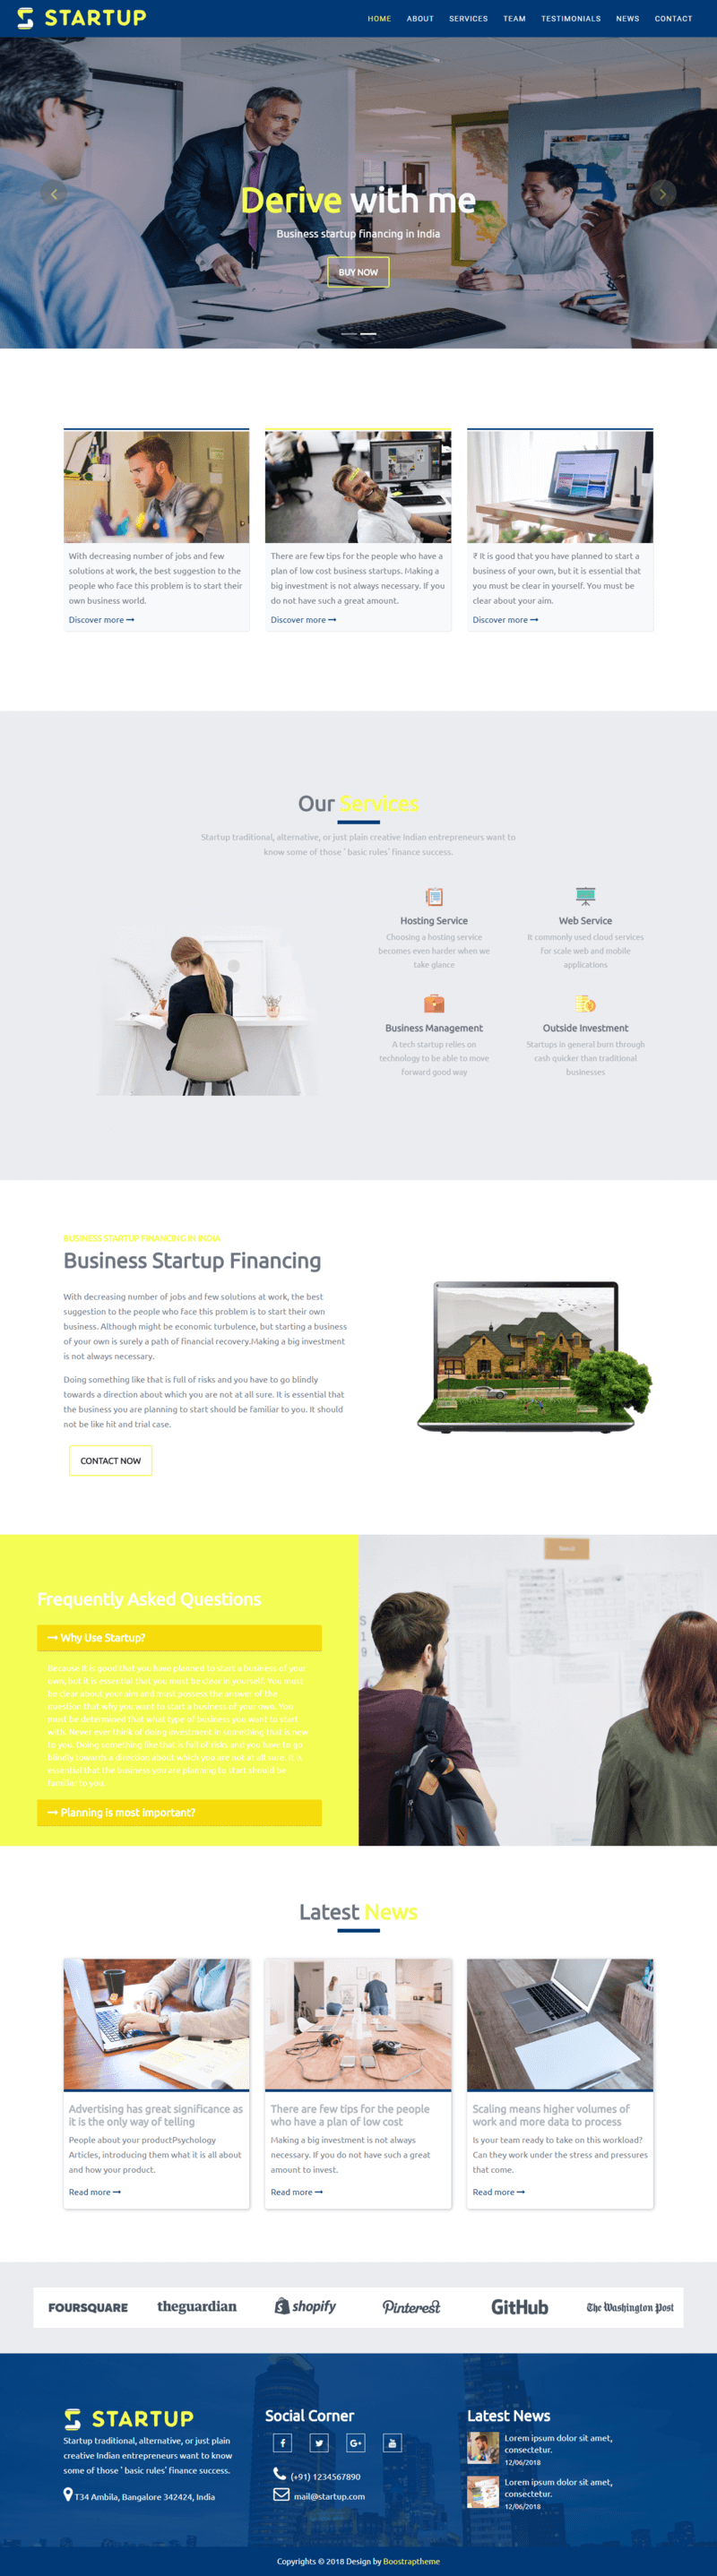 STARTUP
HOME ABOUT SERVICES TEAM TESTIMONIALS NEWS CONTACT
Derive with me
Business startup financing in India
BUY NOW
With decreasing number of jobs and few
solutions at work, the best suggestion to the
people who face this problem is to start their
own business world.
Discover more
There are few tips for the people who have a
plan of low cost business startups. Making a
big investment is not always necessary. If you
do not have such a great amount.
Discover more
₹ It is good that you have planned to start a
business of your own, but it is essential that
you must be clear in yourself. You must be
clear about your aim.
Discover more
Our Services
Startup traditional, alternative, or just plain creative Indian entrepreneurs want to
know some of those ' basic rules' finance success.
Hosting Service
Choosing a hosting service
becomes even harder when we
take glance
Web Service
It commonly used cloud services
for scale web and mobile
applications
Business Management
A tech startup relies on
technology to be able to move
forward good way
Outside Investment
Startups in general burn through
cash quicker than traditional
businesses
BUSINESS STARTUP FINANCING IN INDIA
Business Startup Financing
With decreasing number of jobs and few solutions at work, the best
suggestion to the people who face this problem is to start their own
business. Although might be economic turbulence, but starting a business
of your own is surely a path of financial recovery.Making a big investment
is not always necessary.
Doing something like that is full of risks and you have to go blindly
towards a direction about which you are not at all sure. It is essential that
the business you are planning to start should be familiar to you. It should
not be like hit and trial case.
CONTACT NOW
Frequently Asked Questions
Why Use Startup?
Because It is good that you have planned to start a business of your
own, but it is essential that you must be clear in yourself. You must
be clear about your aim and must possess the answer of the
question that why you want to start a business of your own. You
must be determined that what type of business you want to start
with. Never ever think of doing investment in something that is new
to you. Doing something like that is full of risks and you have to go
blindly towards a direction about which you are not at all sure. It is
essential that the business you are planning to start should be
familiar to you.
Planning is most important?
Latest News
Advertising has great significance as
it is the only way of telling
People about your productPsychology
Articles, introducing them what it is all about
and how your product.
Read more
There are few tips for the people
who have a plan of low cost
Making a big investment is not always
necessary. If you do not have such a great
amount to invest.
Read more
Scaling means higher volumes of
work and more data to process
Is your team ready to take on this workload?
Can they work under the stress and pressures
that come.
Read more
FOURSQUARE theguardian shopify Pinterest GitHub The Washington Post
STARTUP
Startup traditional, alternative, or just plain
creative Indian entrepreneurs want to know
some of those ' basic rules' finance success.
T34 Ambila, Bangalore 342424, India
Social Corner
(+91) 1234567890
mail@startup.com
Latest News
Lorem ipsum dolor sit amet,
consectetur.
12/06/2018
Lorem ipsum dolor sit amet,
consectetur.
12/06/2018
Copyrights © 2018 Design by Boostraptheme